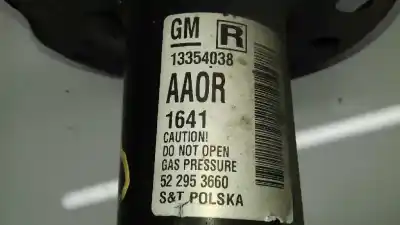 GM R
13354038
AAOR
1641
CAUTION!
DO NOT OPEN
GAS PRESSURE
52 295 3660
S&T POLSKA